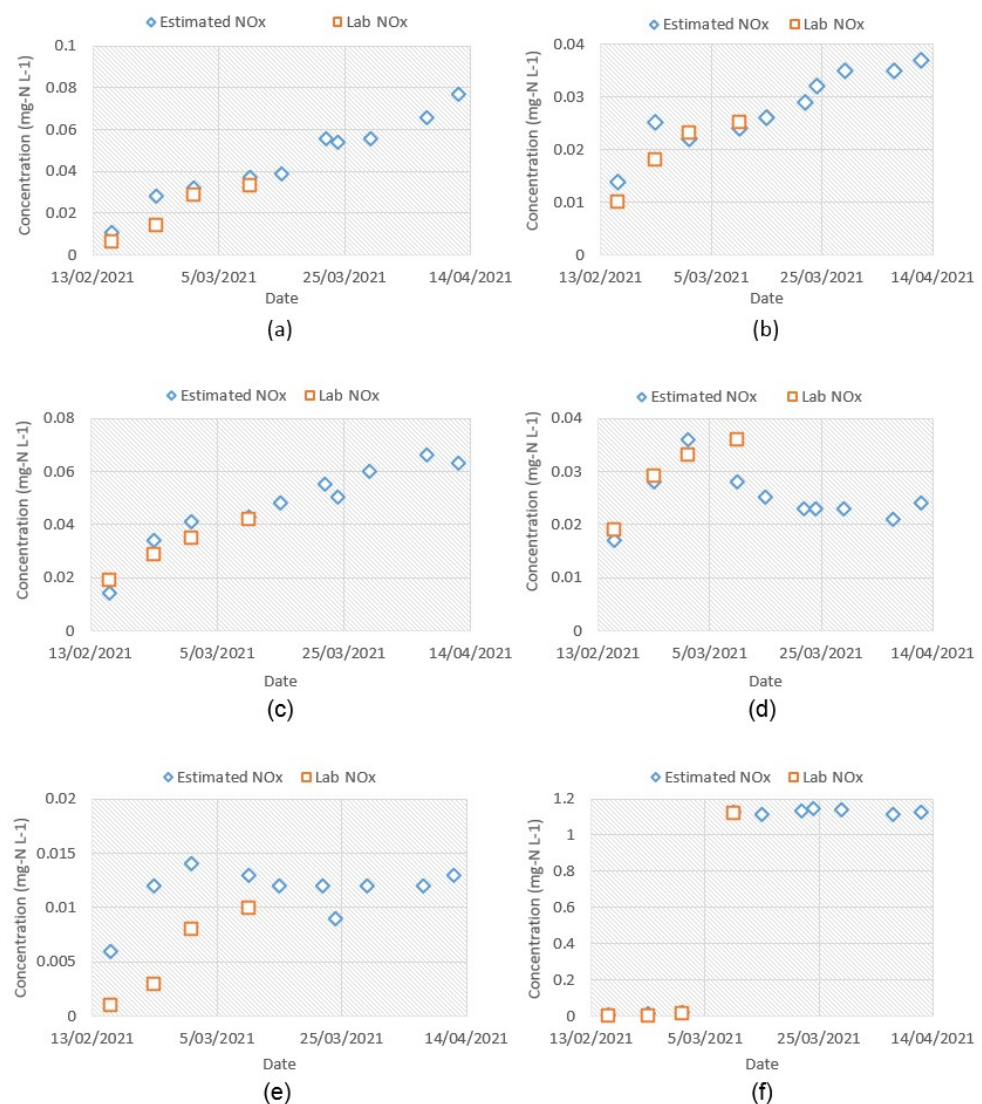 Estimated NOx Lab NOx
Concentration (mg-N L-1)
0.1
0.08
0.06
0.04
0.02
0
13/02/2021 5/03/2021 25/03/2021 14/04/2021
Date
(a)
Estimated NOx Lab NOx
Concentration (mg-N L-1)
0.04
0.03
0.02
0.01
0
13/02/2021 5/03/2021 25/03/2021 14/04/2021
Date
(b)
Estimated NOx Lab NOx
Concentration (mg-N L-1)
0.08
0.06
0.04
0.02
0
13/02/2021 5/03/2021 25/03/2021 14/04/2021
Date
(c)
Estimated NOx Lab NOx
Concentration (mg-N L-1)
0.04
0.03
0.02
0.01
0
13/02/2021 5/03/2021 25/03/2021 14/04/2021
Date
(d)
Estimated NOx Lab NOx
Concentration (mg-N L-1)
0.02
0.015
0.01
0.005
0
13/02/2021 5/03/2021 25/03/2021 14/04/2021
Date
(e)
Estimated NOx Lab NOx
Concentration (mg-N L-1)
1.2
1
0.8
0.6
0.4
0.2
0
13/02/2021 5/03/2021 25/03/2021 14/04/2021
Date
(f)